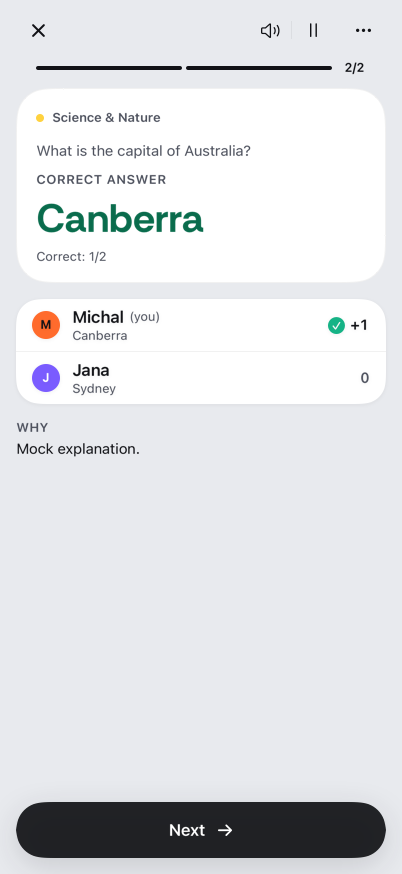 2/2
Science & Nature
What is the capital of Australia?
CORRECT ANSWER
Canberra
Correct: 1/2
M
Michal (you)
Canberra
+1
J
Jana
Sydney
0
WHY
Mock explanation.
Next →